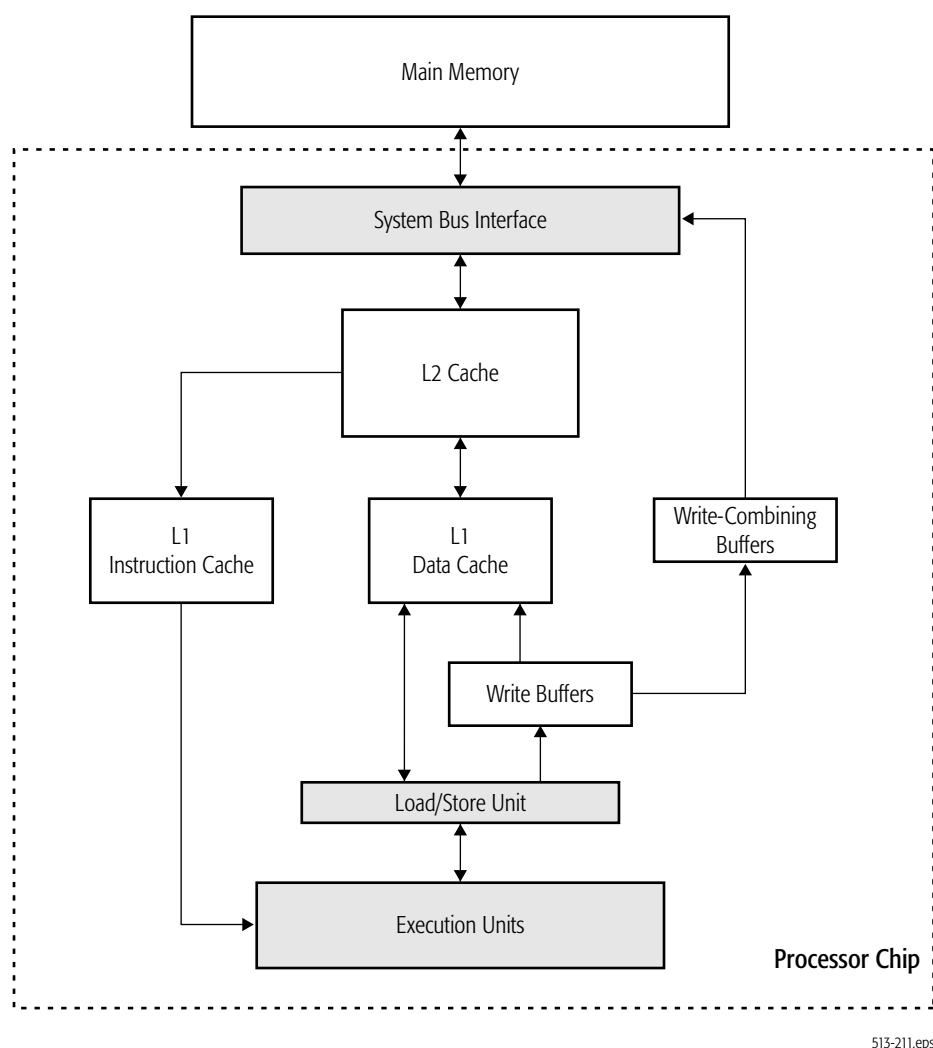 Main Memory
System Bus Interface
L2 Cache
L1
Instruction Cache
L1
Data Cache
Write-Combining
Buffers
Write Buffers
Load/Store Unit
Execution Units
Processor Chip
513-211.eps